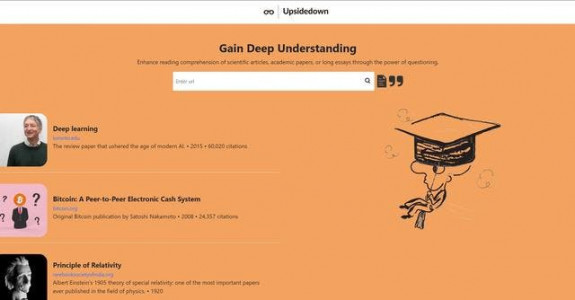 Upsidedown
Gain Deep Understanding
Enhance reading comprehension of scientific articles, academic papers, or long essays through the power of questioning.
Enter url
Deep learning
The review paper that ushered the age of modern AI. • 2015 • 60,020 citations
Bitcoin: A Peer-to-Peer Electronic Cash System
Original Bitcoin publication by Satoshi Nakamoto • 2008 • 24,357 citations
Principle of Relativity
Albert Einstein's 1905 theory of special relativity: one of the most important papers
ever published in the field of physics. • 1920